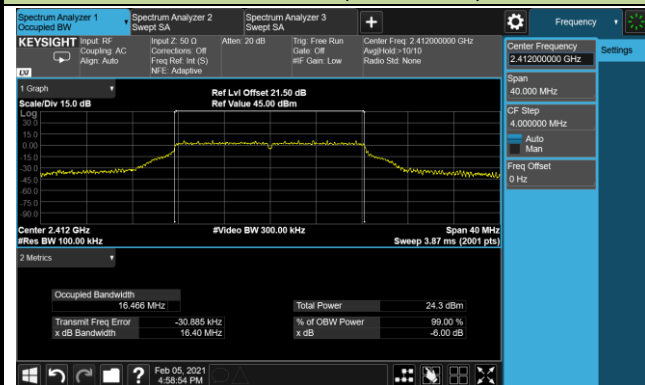 Spectrum Analyzer 1
Occupied BW
Spectrum Analyzer 2
Swept SA
Spectrum Analyzer 3
Swept SA
+
Frequency
KEYSIGHT
Input: RF
Coupling: AC
Align: Auto
Input Z: 50 Ω
Corrections: Off
Freq Ref: Int (S)
NFE: Adaptive
Atten: 20 dB
Trig: Free Run
Gate: Off
#IF Gain: Low
Center Freq: 2.412000000 GHz
Avg|Hold:>10/10
Radio Std: None
LXI
Center Frequency
2.412000000 GHz
Settings
Span
40.000 MHz
CF Step
4.000000 MHz
Auto
Man
Freq Offset
0 Hz
1 Graph
Scale/Div 15.0 dB
Ref Lvl Offset 21.50 dB
Ref Value 45.00 dBm
Log
30.0
15.0
0.00
-15.0
-30.0
-45.0
-60.0
-75.0
-90.0
Center 2.412 GHz
#Res BW 100.00 kHz
#Video BW 300.00 kHz
Span 40 MHz
Sweep 3.87 ms (2001 pts)
2 Metrics
Occupied Bandwidth
16.466 MHz
Total Power 24.3 dBm
Transmit Freq Error -30.885 kHz
% of OBW Power 99.00 %
x dB Bandwidth 16.40 MHz
x dB -6.00 dB
?
Feb 05, 2021
4:58:54 PM